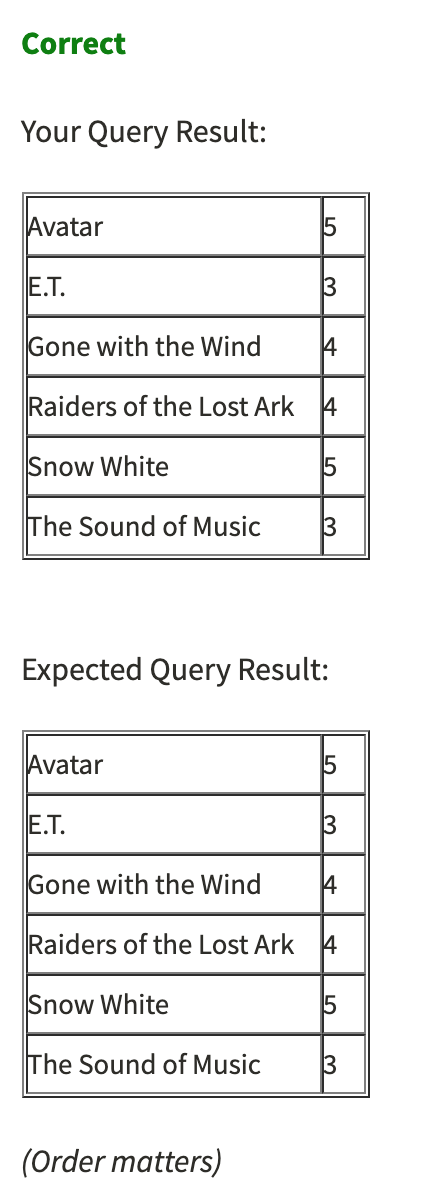 Correct
Your Query Result:
Avatar 5
E.T. 3
Gone with the Wind 4
Raiders of the Lost Ark 4
Snow White 5
The Sound of Music 3
Expected Query Result:
Avatar 5
E.T. 3
Gone with the Wind 4
Raiders of the Lost Ark 4
Snow White 5
The Sound of Music 3
(Order matters)